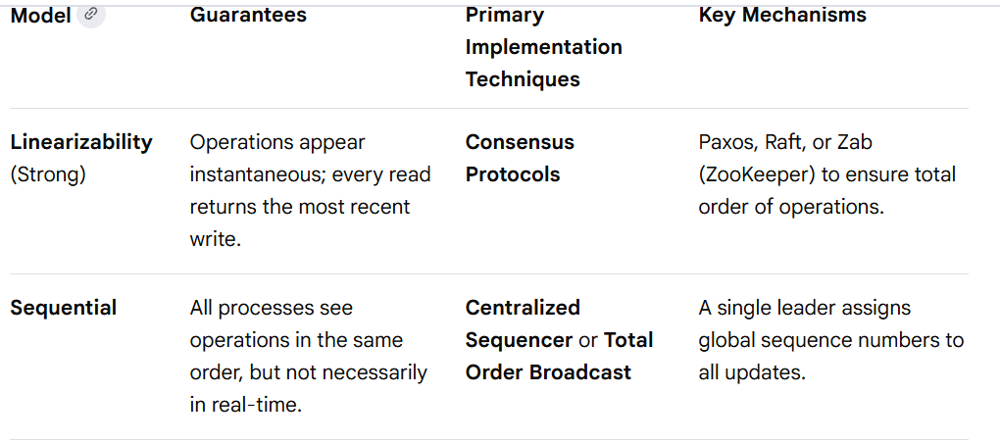 Model Guarantees Primary Key Mechanisms
Implementation
Techniques
Linearizability Operations appear Consensus Paxos, Raft, or Zab
(Strong) instantaneous; every read Protocols (ZooKeeper) to ensure total
returns the most recent order of operations.
write.
Sequential All processes see Centralized A single leader assigns
operations in the same Sequencer or Total global sequence numbers to
order, but not necessarily Order Broadcast all updates.
in real-time.